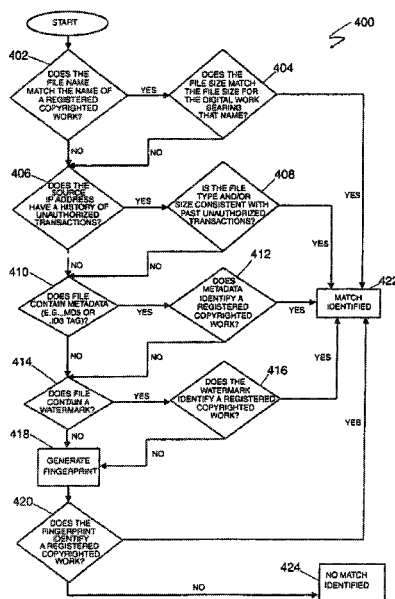 START
400
402
DOES THE
FILE NAME
MATCH THE NAME OF
A REGISTERED
COPYRIGHTED
WORK?
YES
404
DOES THE
FILE SIZE MATCH
THE FILE SIZE FOR
THE DIGITAL WORK
BEARING
THAT NAME?
YES
NO
NO
406
DOES THE
SOURCE
IP ADDRESS
HAVE A HISTORY OF
UNAUTHORIZED
TRANSACTIONS?
YES
408
IS THE FILE
TYPE AND/OR
SIZE CONSISTENT WITH
PAST UNAUTHORIZED
TRANSACTIONS?
YES
NO
NO
410
DOES FILE
CONTAIN METADATA
(E.G., .MD5 OR
.ID3 TAG)?
YES
412
DOES
METADATA
IDENTIFY A
REGISTERED
COPYRIGHTED
WORK?
YES
422
MATCH
IDENTIFIED
NO
NO
414
DOES FILE
CONTAIN A
WATERMARK?
YES
416
DOES THE
WATERMARK
IDENTIFY A REGISTERED
COPYRIGHTED
WORK?
YES
YES
NO
NO
418
GENERATE
FINGERPRINT
420
DOES THE
FINGERPRINT
IDENTIFY
A REGISTERED
COPYRIGHTED
WORK?
NO
424
NO MATCH
IDENTIFIED